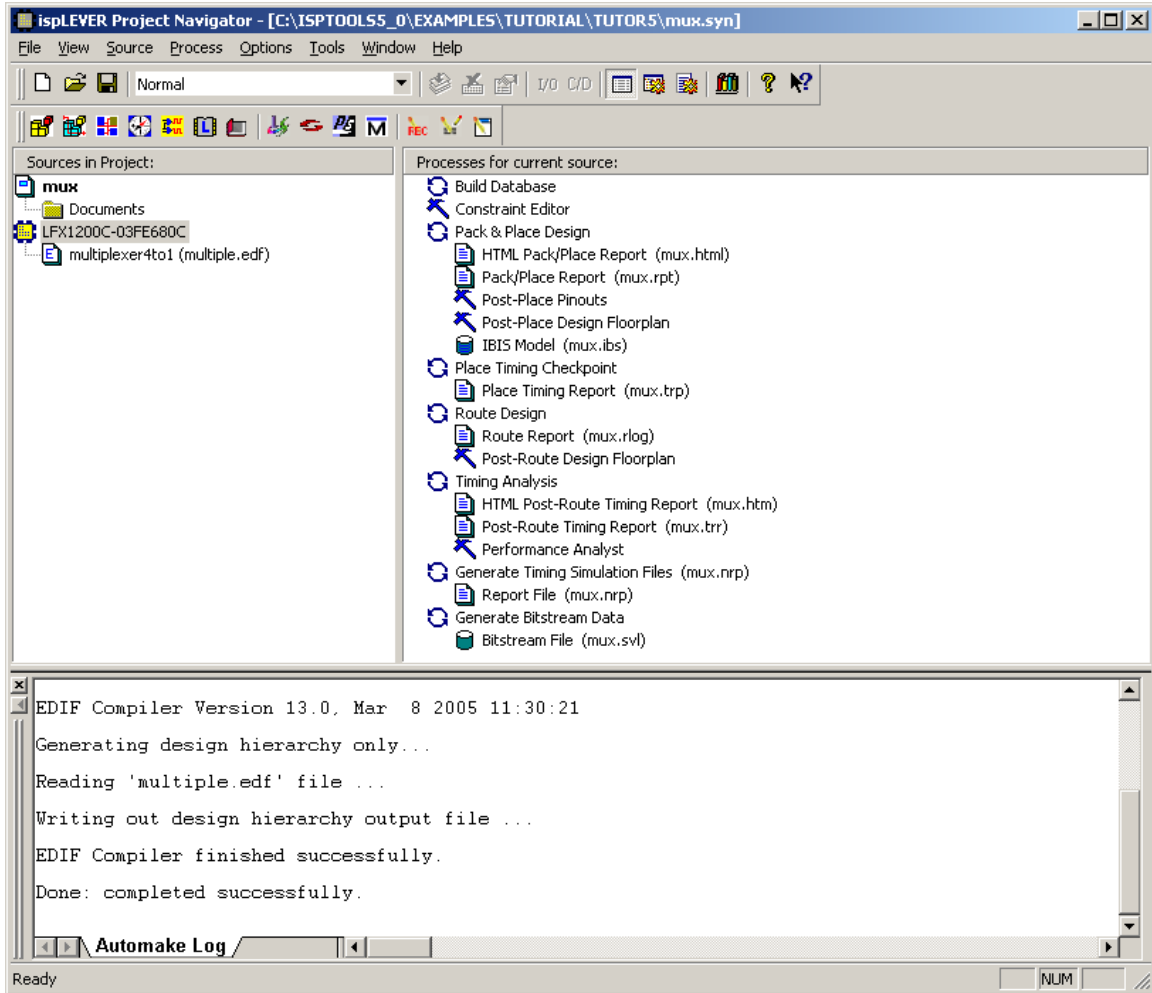 ispLEVER Project Navigator - [C:\ISPTOOLS5_0\EXAMPLES\TUTORIAL\TUTOR5\mux.syn]
File View Source Process Options Tools Window Help
Normal
I/O C/D
L
REC
Sources in Project:
mux
Documents
LFX1200C-03FE680C
E multiplexer4to1 (multiple.edf)
Processes for current source:
Build Database
Constraint Editor
Pack & Place Design
HTML Pack/Place Report (mux.html)
Pack/Place Report (mux.rpt)
Post-Place Pinouts
Post-Place Design Floorplan
IBIS Model (mux.ibs)
Place Timing Checkpoint
Place Timing Report (mux.trp)
Route Design
Route Report (mux.rlog)
Post-Route Design Floorplan
Timing Analysis
HTML Post-Route Timing Report (mux.htm)
Post-Route Timing Report (mux.trr)
Performance Analyst
Generate Timing Simulation Files (mux.nrp)
Report File (mux.nrp)
Generate Bitstream Data
Bitstream File (mux.svl)
EDIF Compiler Version 13.0, Mar 8 2005 11:30:21
Generating design hierarchy only...
Reading 'multiple.edf' file ...
Writing out design hierarchy output file ...
EDIF Compiler finished successfully.
Done: completed successfully.
Automake Log
Ready
NUM